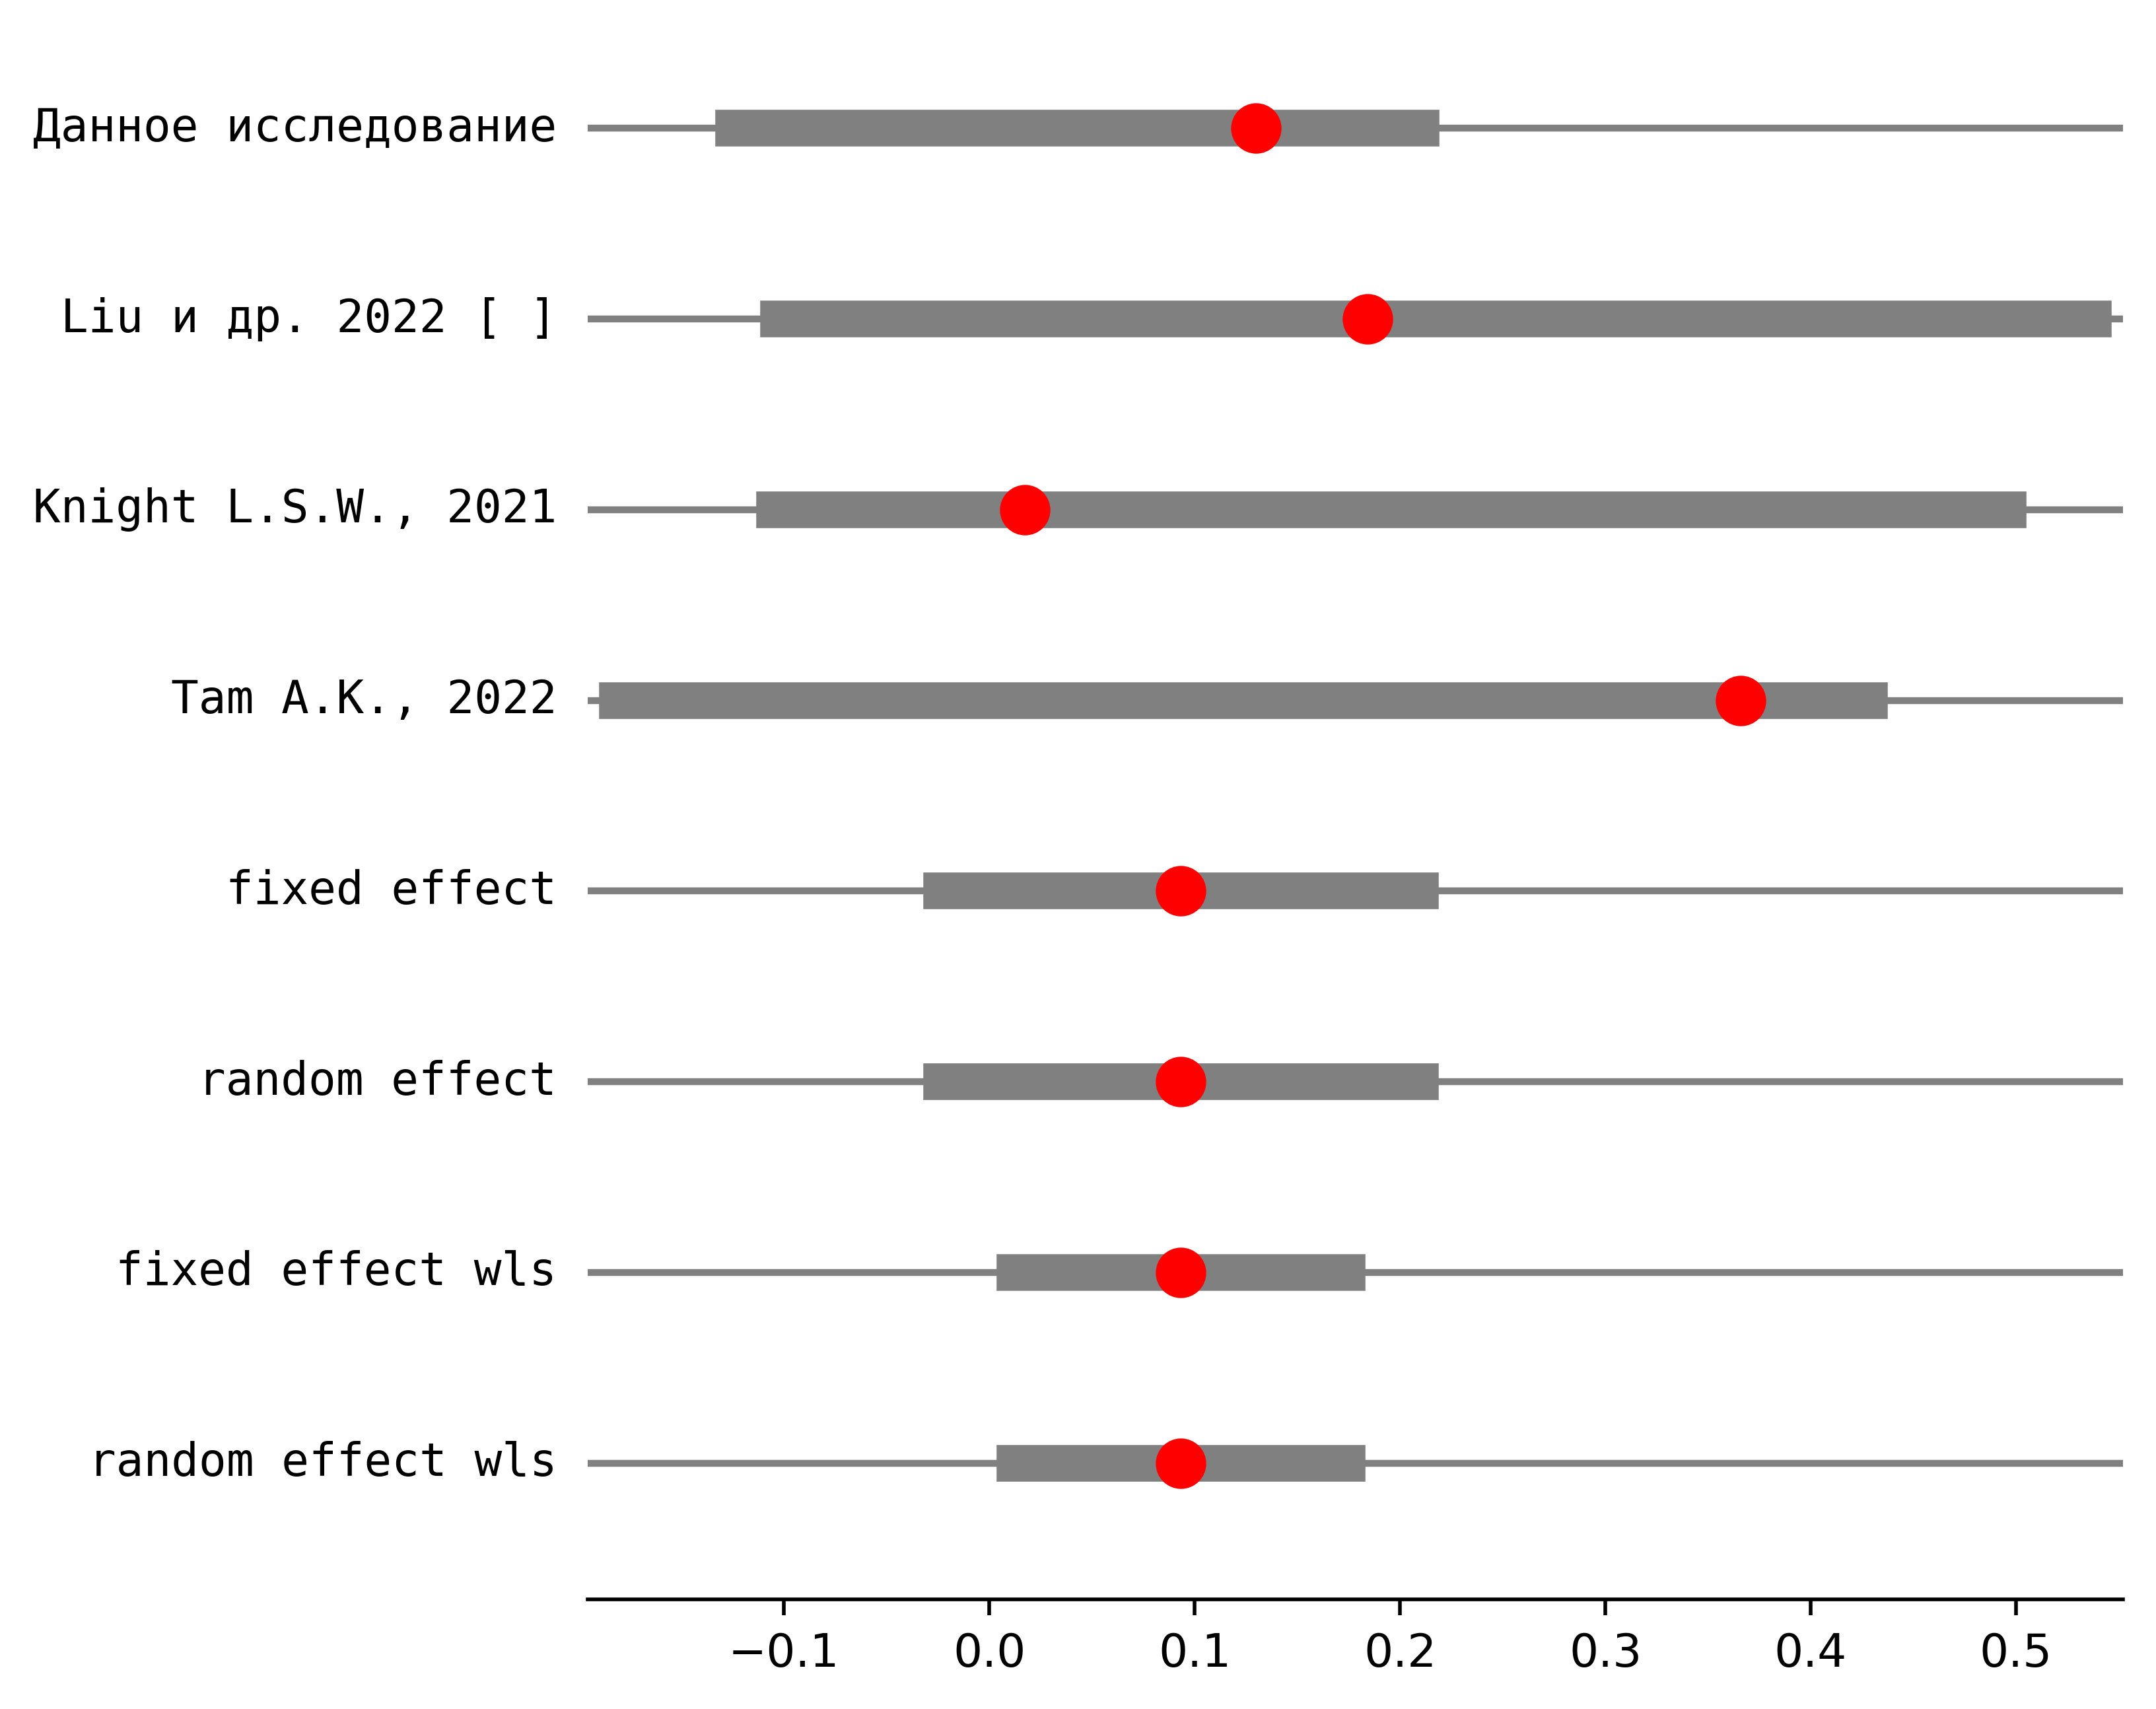 Данное исследование
Liu и др. 2022 [ ]
Knight L.S.W., 2021
Tam A.K., 2022
fixed effect
random effect
fixed effect wls
random effect wls
−0.1 0.0 0.1 0.2 0.3 0.4 0.5